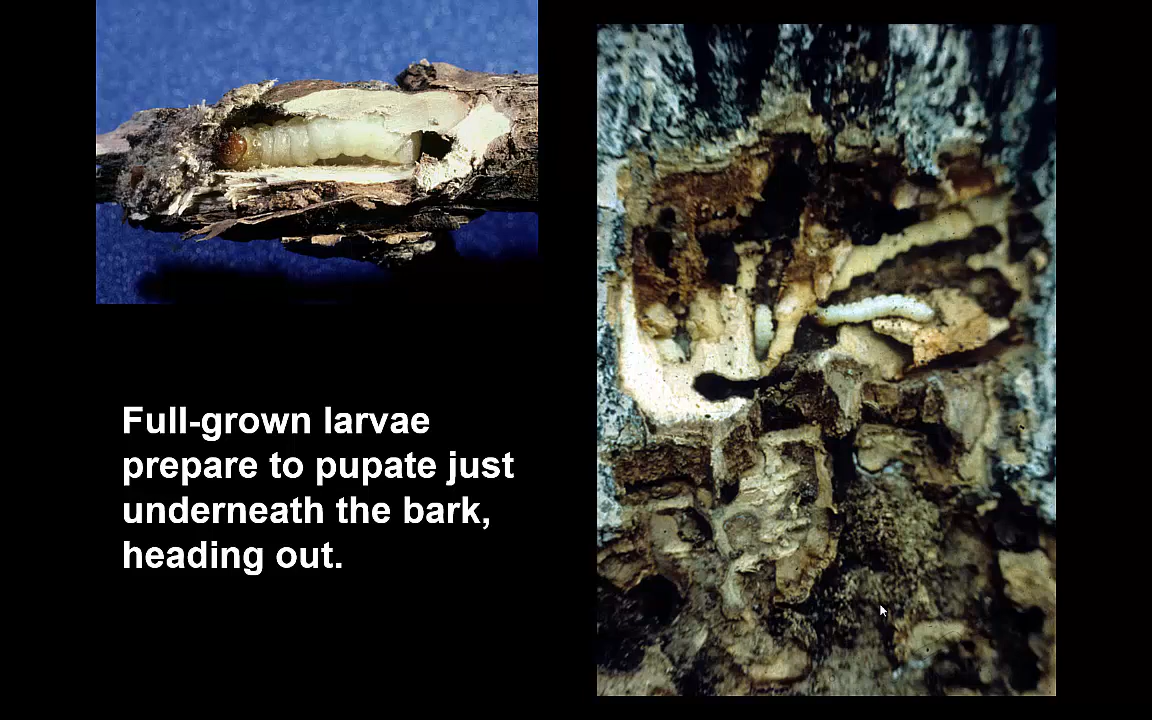 Full-grown larvae
prepare to pupate just
underneath the bark,
heading out.